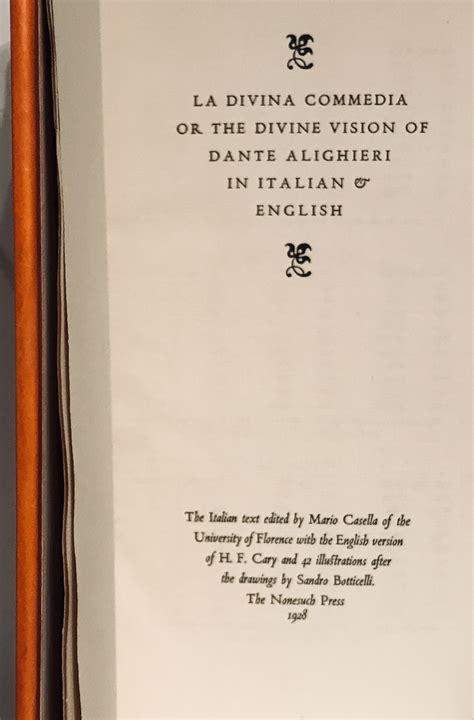 LA DIVINA COMMEDIA
OR THE DIVINE VISION OF
DANTE ALIGHIERI
IN ITALIAN &
ENGLISH
The Italian text edited by Mario Casella of the
University of Florence with the English version
of H. F. Cary and 42 illustrations after
the drawings by Sandro Botticelli.
The Nonesuch Press
1928